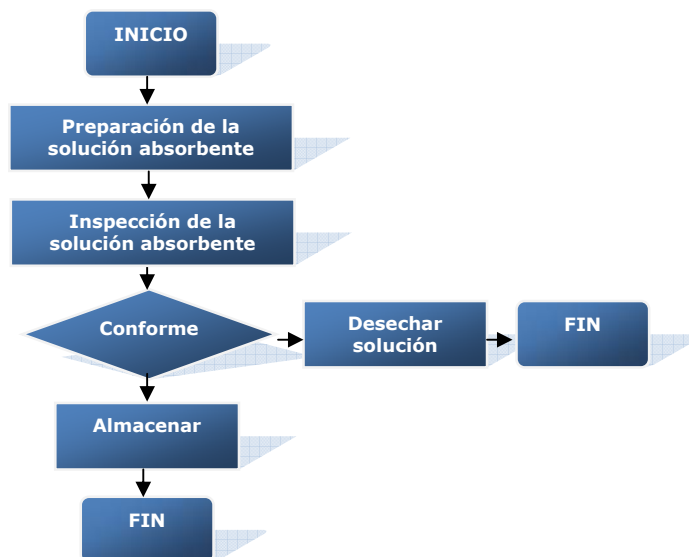 INICIO
Preparación de la
solución absorbente
Inspección de la
solución absorbente
Conforme
Desechar
solución
FIN
Almacenar
FIN